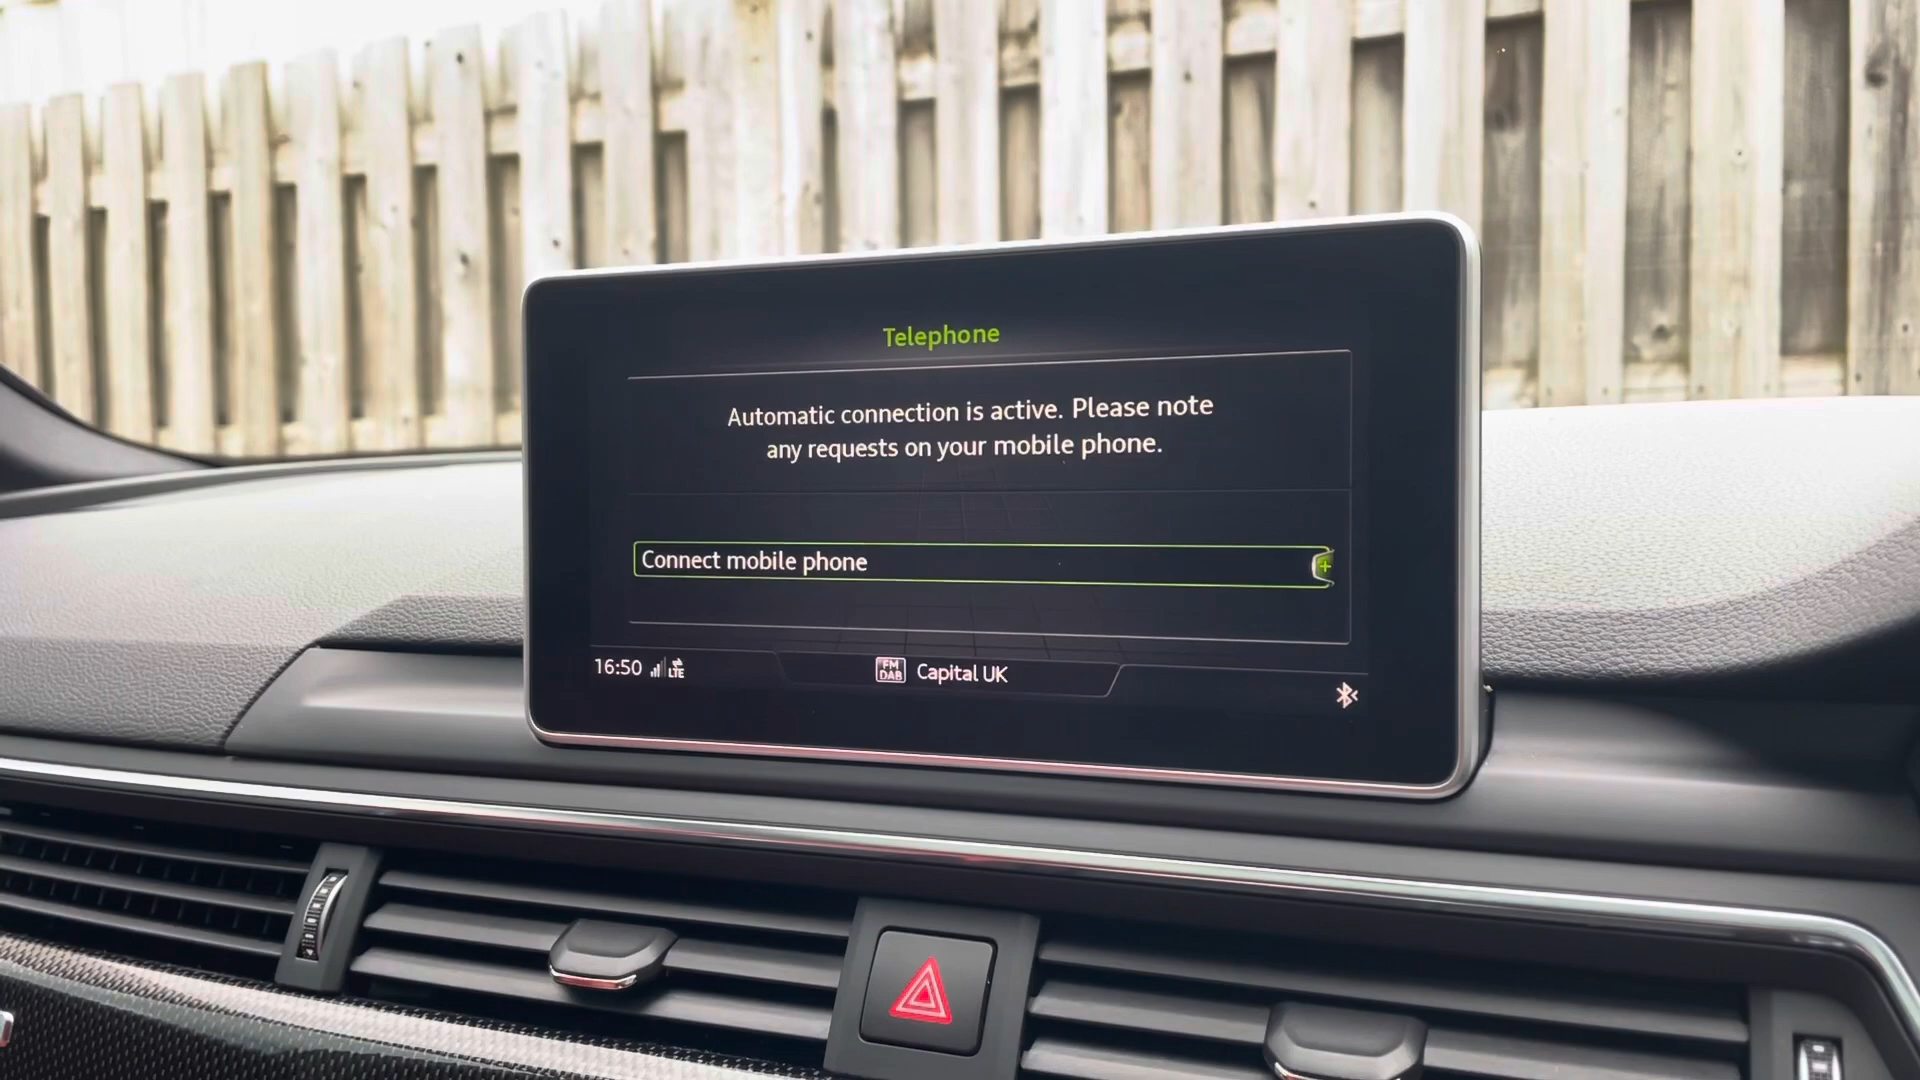 Telephone
Automatic connection is active. Please note
any requests on your mobile phone.
Connect mobile phone
16:50 LTE FM DAB Capital UK